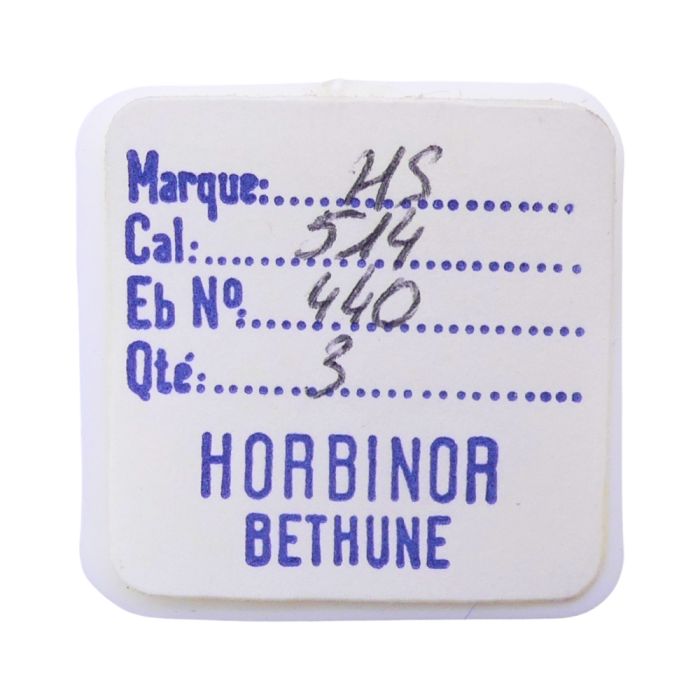 Marque: HS
Cal: 514
Eb Nº: 440
Qté: 3
HORBINOR
BETHUNE